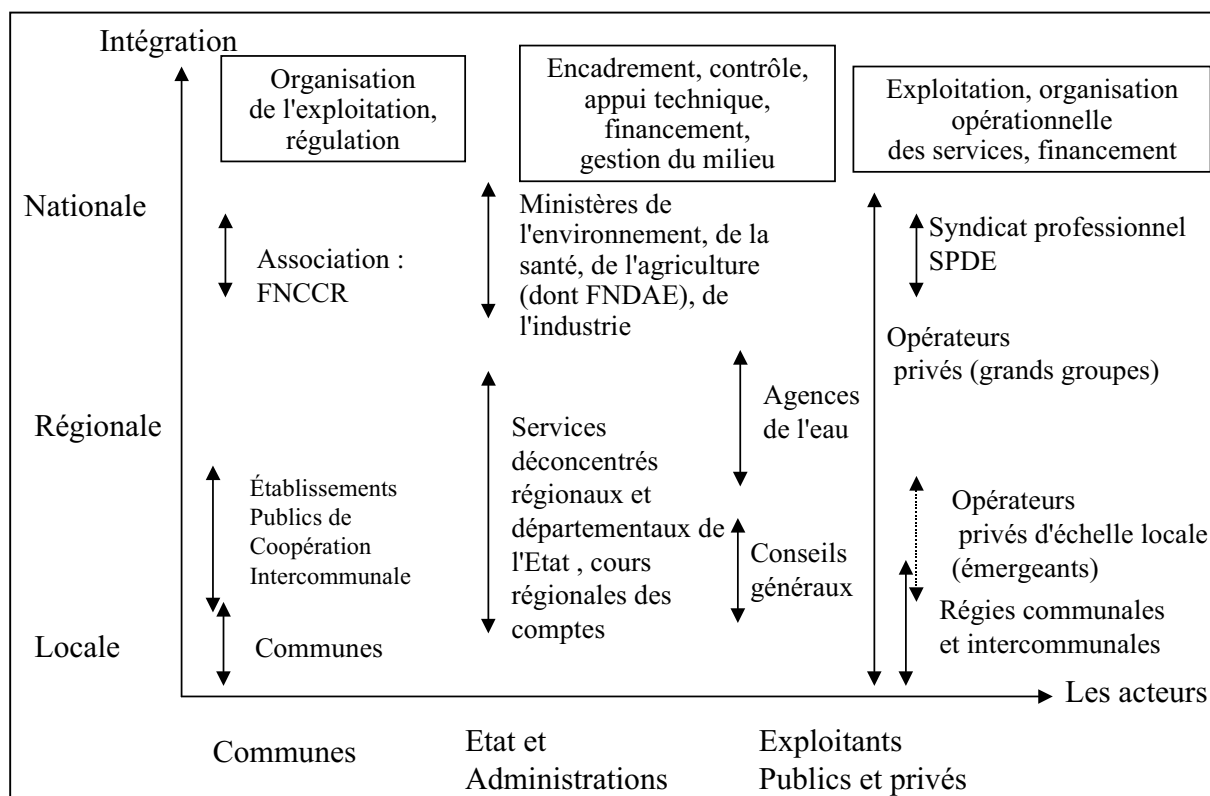 Intégration
Organisation
de l'exploitation,
régulation
Encadrement, contrôle,
appui technique,
financement,
gestion du milieu
Exploitation, organisation
opérationnelle
des services, financement
Nationale
Association :
FNCCR
Ministères de
l'environnement, de la
santé, de l'agriculture
(dont FNDAE), de
l'industrie
Syndicat professionnel
SPDE
Opérateurs
privés (grands groupes)
Régionale
Établissements
Publics de
Coopération
Intercommunale
Services
déconcentrés
régionaux et
départementaux de
l'Etat , cours
régionales des
comptes
Agences
de l'eau
Conseils
généraux
Opérateurs
privés d'échelle locale
(émergeants)
Régies communales
et intercommunales
Locale
Communes
Les acteurs
Communes
Etat et
Administrations
Exploitants
Publics et privés